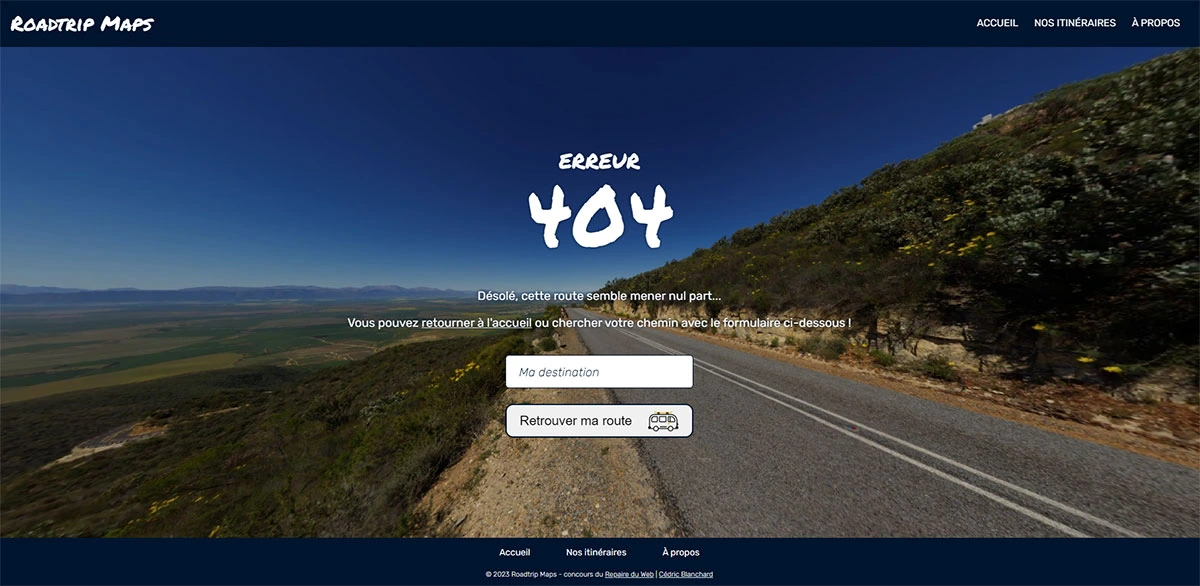 Roadtrip Maps
ACCUEIL NOS ITINÉRAIRES À PROPOS
ERREUR
404
Désolé, cette route semble mener nul part...
Vous pouvez retourner à l'accueil ou chercher votre chemin avec le formulaire ci-dessous !
Ma destination
Retrouver ma route
Accueil Nos itinéraires À propos
© 2023 Roadtrip Maps - concours du Repaire du Web | Cédric Blanchard